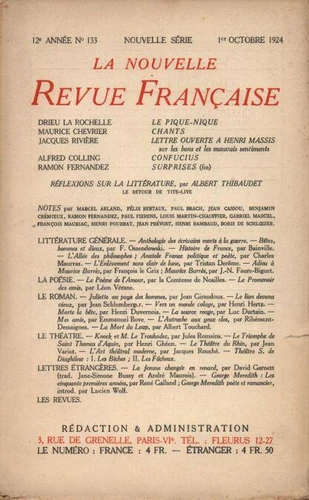 12e ANNÉE No 133 NOUVELLE SÉRIE 1er OCTOBRE 1924
LA NOUVELLE
REVUE FRANÇAISE
DRIEU LA ROCHELLE LE PIQUE-NIQUE
MAURICE CHEVRIER CHANTS
JACQUES RIVIÈRE LETTRE OUVERTE A HENRI MASSIS
sur les bons et les mauvais sentiments
ALFRED COLLING CONFUCIUS
RAMON FERNANDEZ SURPRISES (fin)
RÉFLEXIONS SUR LA LITTÉRATURE, par ALBERT THIBAUDET
LE RETOUR DE TITE-LIVE
NOTES par MARCEL ARLAND, FÉLIX BERTAUX, PAUL BRACH, JEAN CASSOU, BENJAMIN
CRÉMIEUX, RAMON FERNANDEZ, PAUL FIERENS, LOUIS MARTIN-CHAUFFIER, GABRIEL MARCEL,
FRANÇOIS MAURIAC, HENRI POURRAT, JEAN PRÉVOST, HENRI RAMBAUD, BORIS DE SCHLŒZER.
LITTÉRATURE GÉNÉRALE. — Anthologie des écrivains morts à la guerre. — Bêtes,
hommes et dieux, par F. Ossendowski. — Histoire de France, par Bainville.
— L'Allée des philosophes; Anatole France politique et poète, par Charles
Maurras. — L'Enlèvement sans clair de lune, par Tristan Derème. — Adieu à
Maurice Barrès, par François le Grix; Maurice Barrès, par J.-N. Faure-Biguet.
LA POÉSIE. — Le Poème de l'Amour, par la Comtesse de Noailles. — Le Promenoir
des amis, par Léon Vérane.
LE ROMAN. — Juliette au pays des hommes, par Jean Giraudoux. — Le lion devenu
vieux, par Jean Schlumberger. — Vers un monde volage, par Henri Hertz. —
Morte la bête, par Henri Duvernois. — La source rouge, par Luc Durtain. —
Mes amis, par Emmanuel Bove. — L'Autruche aux yeux clos, par Ribemont-
Dessaignes. — La Mort du Loup, par Albert Touchard.
LE THÉATRE. — Knock et M. Le Trouhadec, par Jules Romains. — Le Triomphe de
Saint Thomas d'Aquin, par Henri Ghéon. — Le Théâtre du Rhin, par Jean
Variot. — L'Art théâtral moderne, par Jacques Rouché. — Théâtre S. de
Diaghilew : I. Les Biches ; II. Les Fâcheux.
LETTRES ÉTRANGÈRES. — La femme changée en renard, par David Garnett
(trad. Jane-Simone Bussy et André Maurois). — George Meredith : Les
cinquante premières années, par René Galland; George Meredith poète et romancier,
introd. par Lucien Wolf.
LES REVUES.
RÉDACTION & ADMINISTRATION
3, RUE DE GRENELLE, PARIS-VIe. TÉL. : FLEURUS 12-27
LE NUMÉRO : FRANCE : 4 FR. — ÉTRANGER : 4 FR. 50